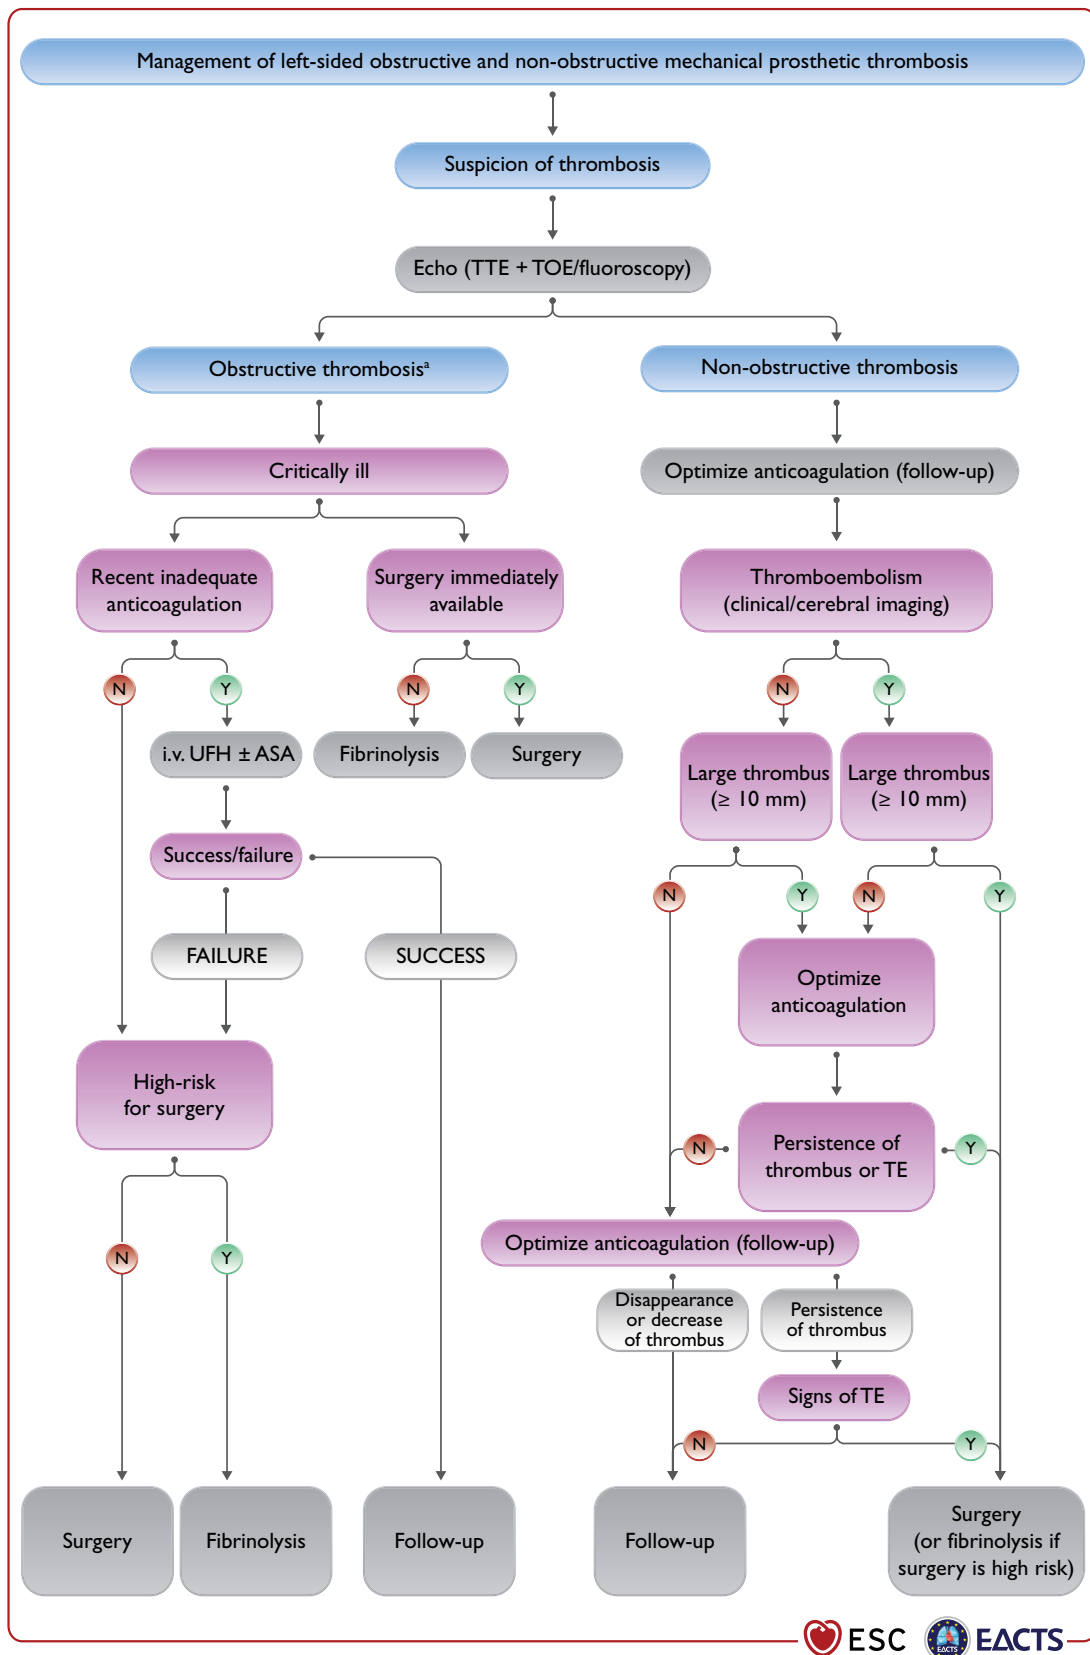 Management of left-sided obstructive and non-obstructive mechanical prosthetic thrombosis
Suspicion of thrombosis
Echo (TTE + TOE/fluoroscopy)
Obstructive thrombosisᵃ
Non-obstructive thrombosis
Critically ill
Optimize anticoagulation (follow-up)
Recent inadequate
anticoagulation
Surgery immediately
available
Thromboembolism
(clinical/cerebral imaging)
N
Y
N
Y
N
Y
i.v. UFH ± ASA
Fibrinolysis
Surgery
Large thrombus
(≥ 10 mm)
Large thrombus
(≥ 10 mm)
Success/failure
N
Y
N
Y
FAILURE
SUCCESS
Optimize
anticoagulation
High-risk
for surgery
Persistence of
thrombus or TE
N
Y
Optimize anticoagulation (follow-up)
N
Y
Disappearance
or decrease
of thrombus
Persistence
of thrombus
Signs of TE
N
Y
Surgery
Fibrinolysis
Follow-up
Follow-up
Surgery
(or fibrinolysis if
surgery is high risk)
ESC
EACTS
EΔCTS